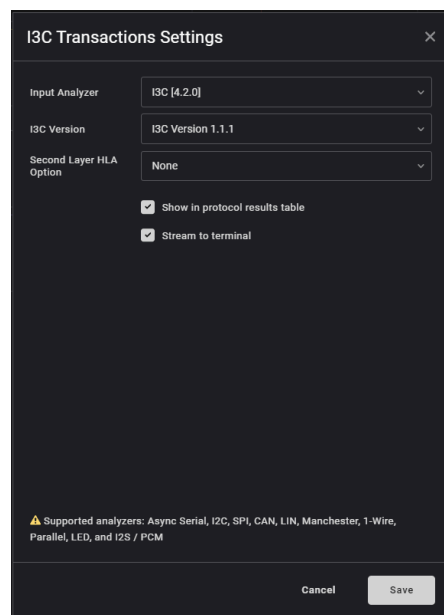 I3C Transactions Settings
Input Analyzer
I3C [4.2.0]
I3C Version
I3C Version 1.1.1
Second Layer HLA
Option
None
Show in protocol results table
Stream to terminal
Supported analyzers: Async Serial, I2C, SPI, CAN, LIN, Manchester, 1-Wire,
Parallel, LED, and I2S / PCM
Cancel
Save